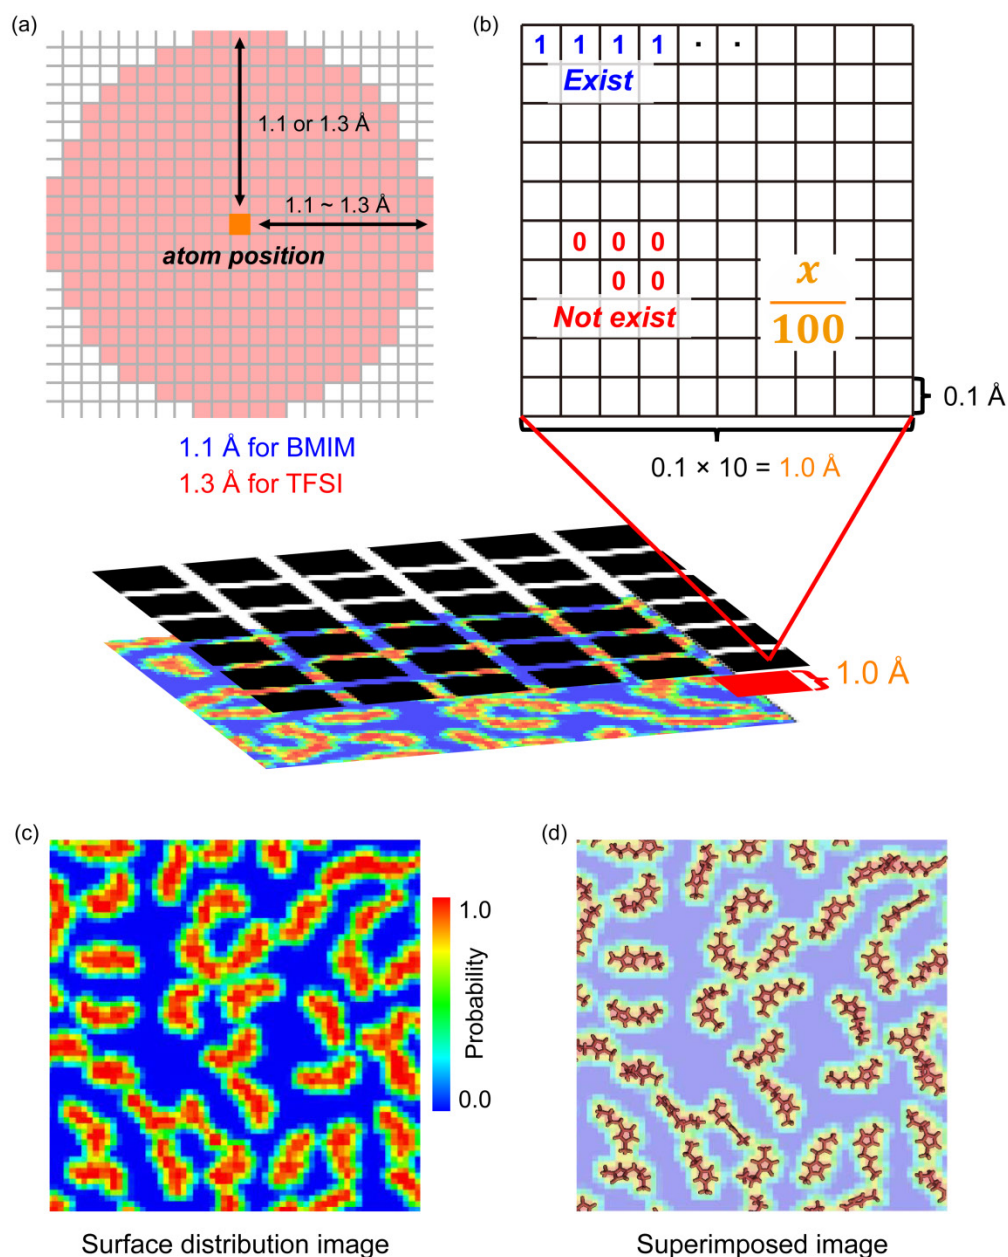 (a)
1.1 or 1.3 Å
1.1 ~ 1.3 Å
atom position
1.1 Å for BMIM
1.3 Å for TFSI
(b)
1 1 1 1 · ·
Exist
0 0 0
0 0
Not exist
x
100
0.1 Å
0.1 × 10 = 1.0 Å
1.0 Å
(c)
1.0
Probability
0.0
Surface distribution image
(d)
Superimposed image